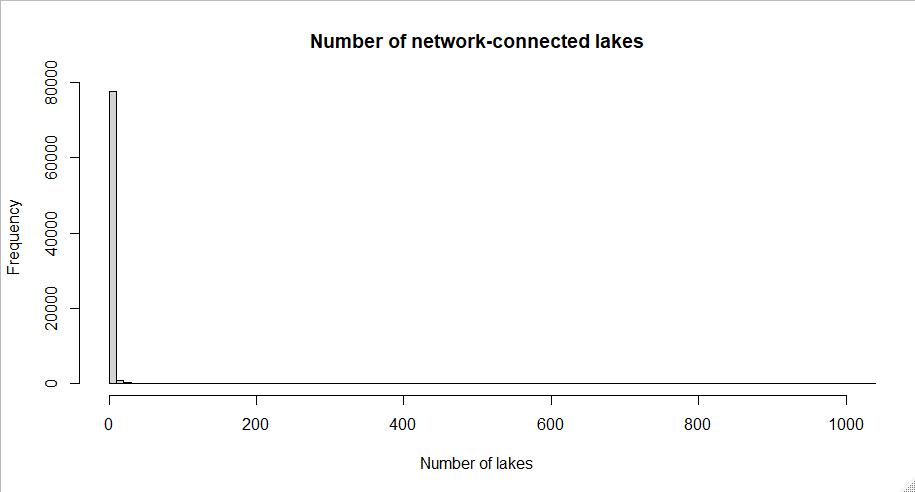 Number of network-connected lakes
Frequency
80000
60000
40000
20000
0
0 200 400 600 800 1000
Number of lakes